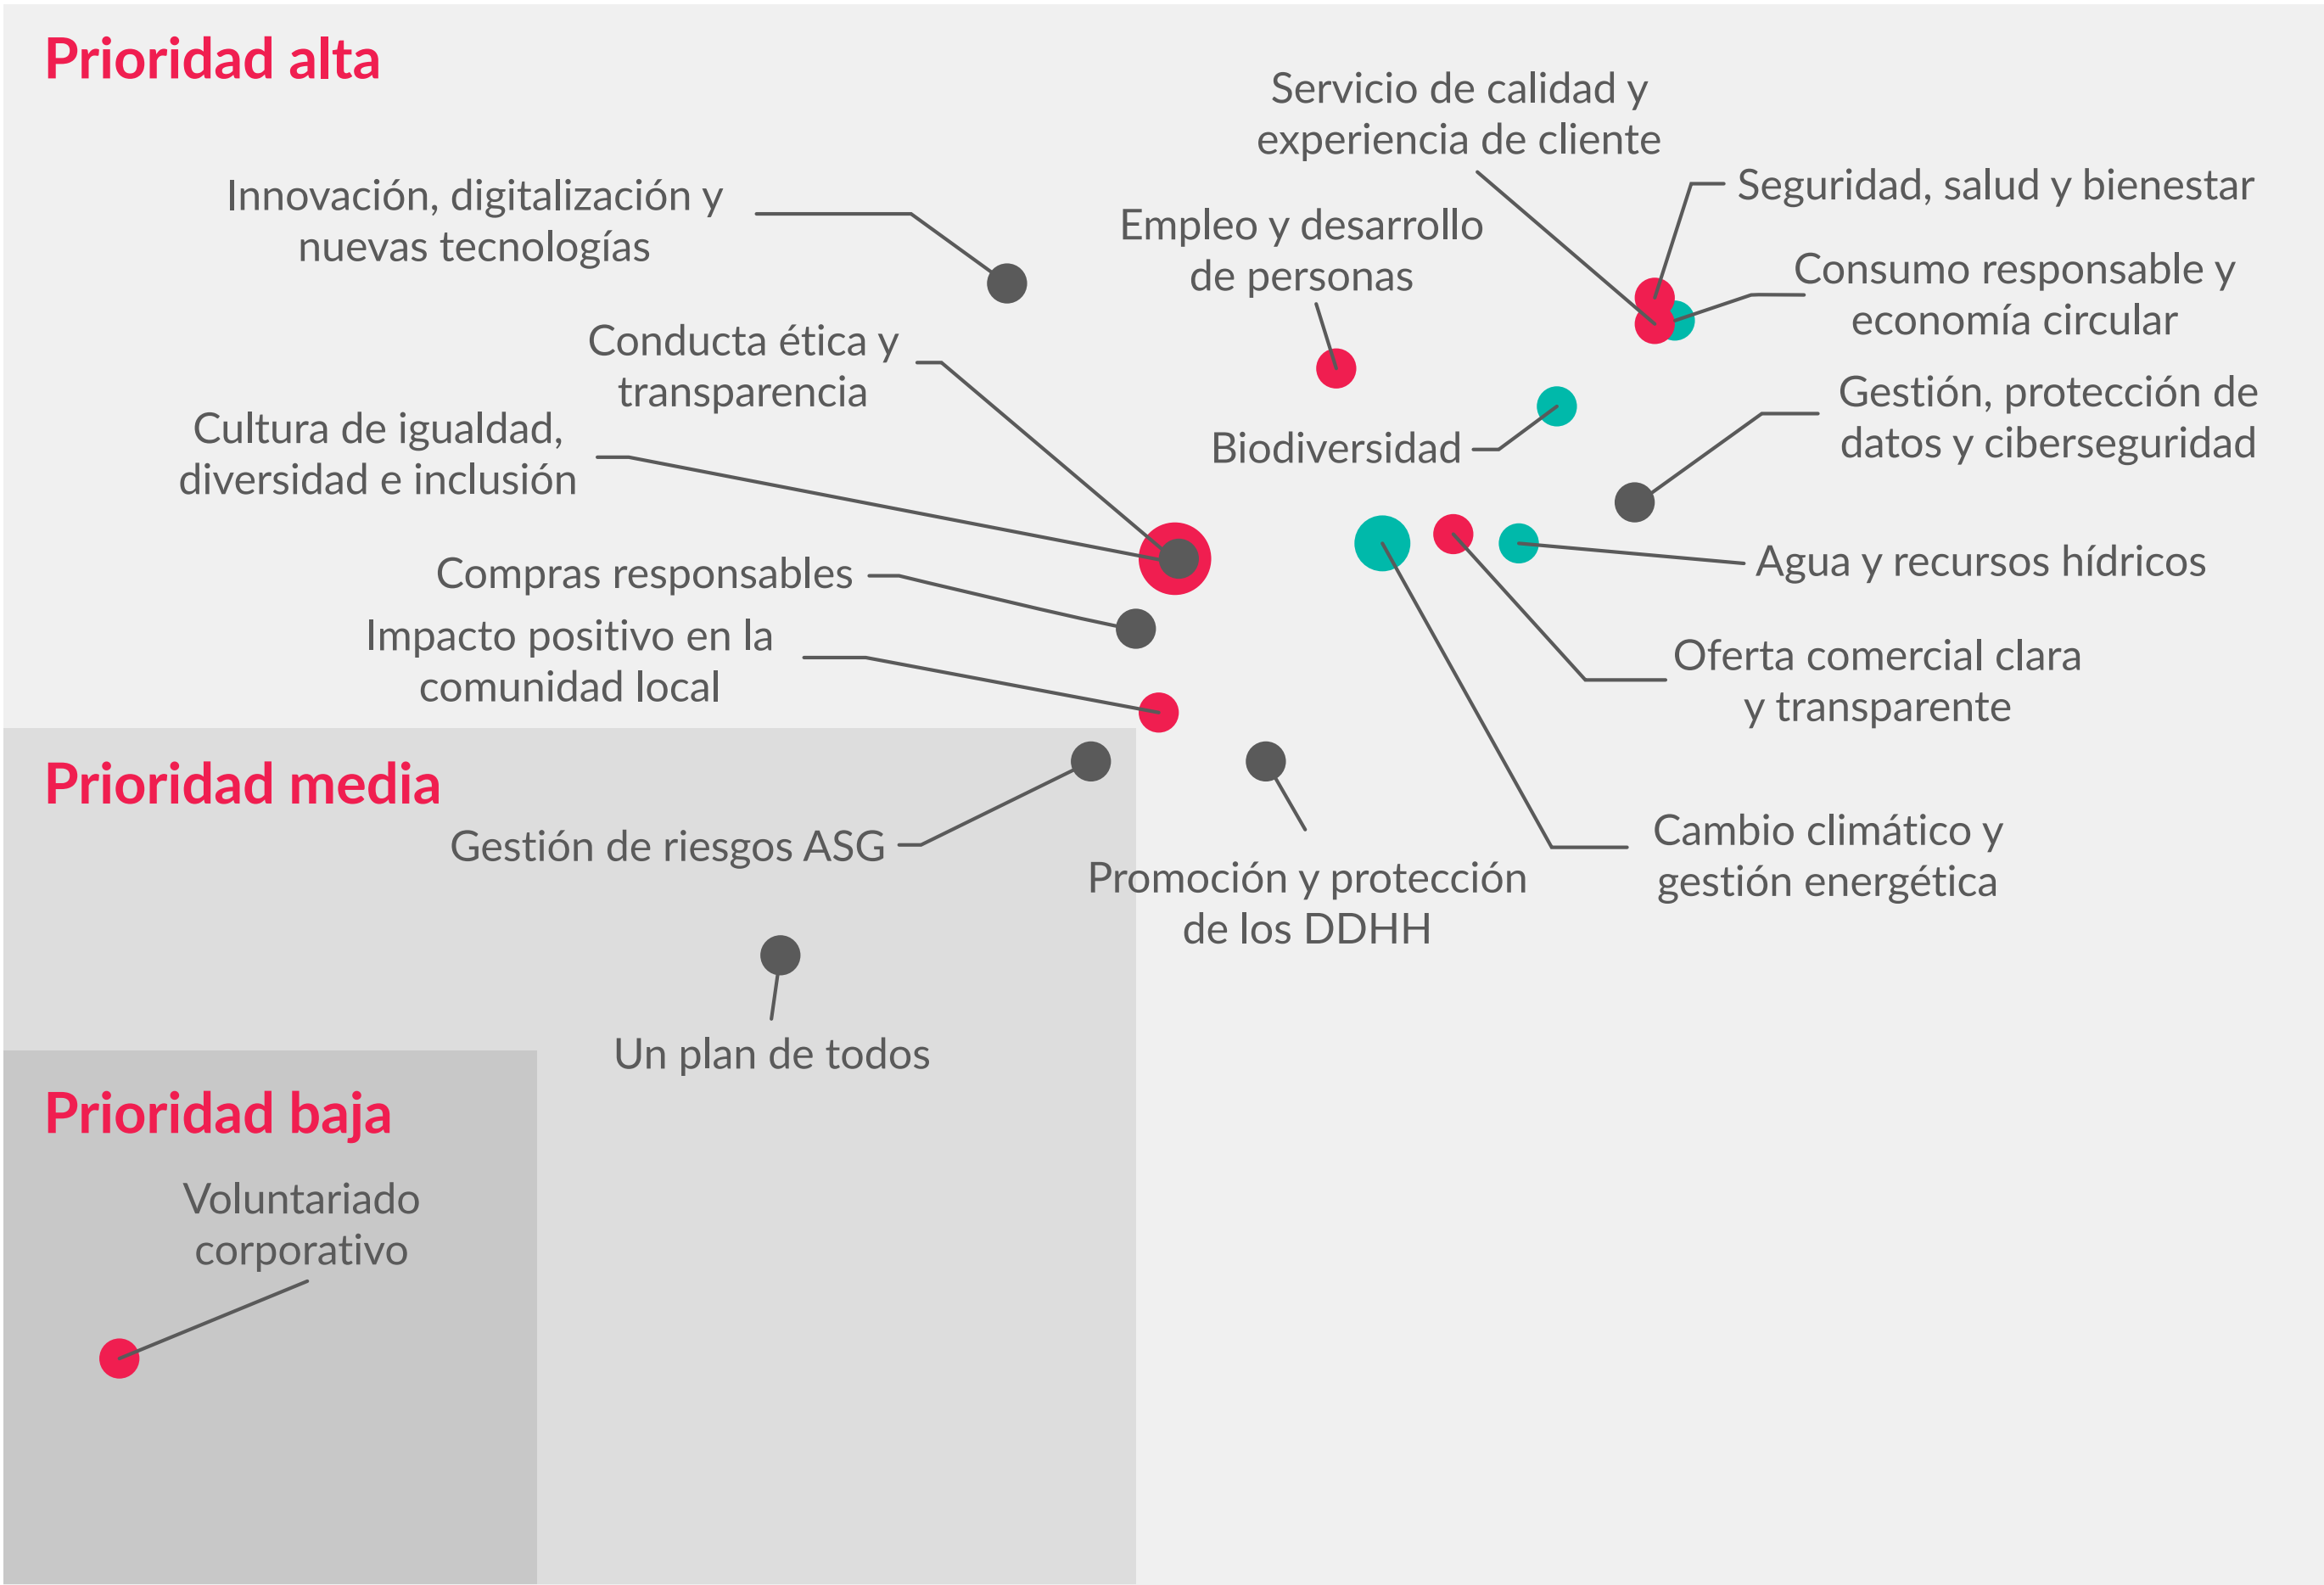 Prioridad alta
Servicio de calidad y
experiencia de cliente
Innovación, digitalización y
nuevas tecnologías
Empleo y desarrollo
de personas
Seguridad, salud y bienestar
Consumo responsable y
economía circular
Conducta ética y
transparencia
Cultura de igualdad,
diversidad e inclusión
Biodiversidad
Gestión, protección de
datos y ciberseguridad
Compras responsables
Agua y recursos hídricos
Impacto positivo en la
comunidad local
Oferta comercial clara
y transparente
Prioridad media
Gestión de riesgos ASG
Promoción y protección
de los DDHH
Cambio climático y
gestión energética
Un plan de todos
Prioridad baja
Voluntariado
corporativo